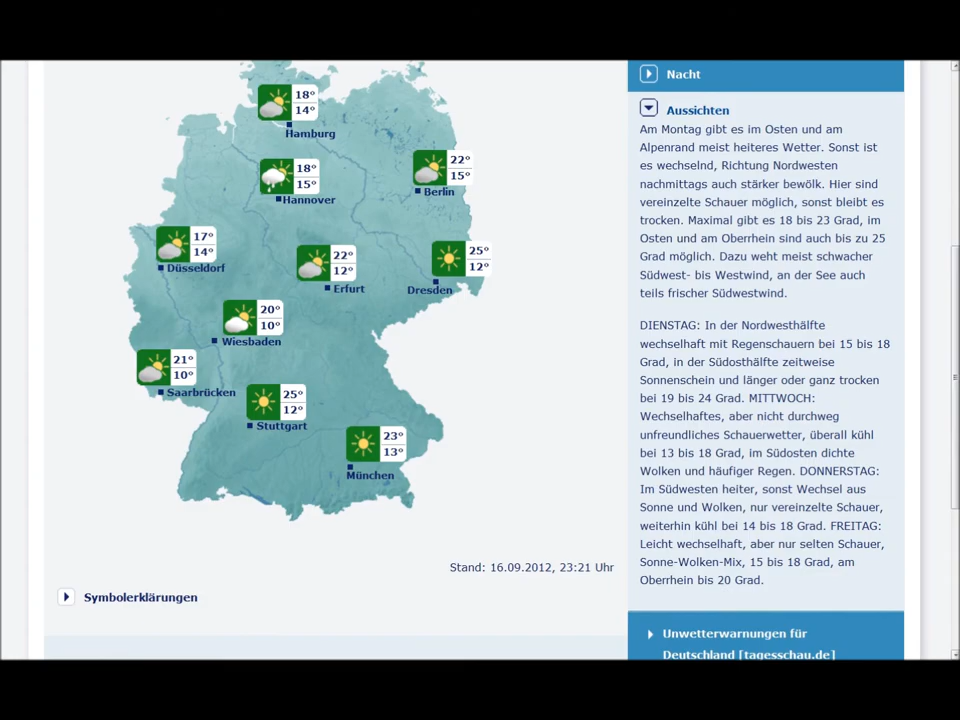 18°
14°
Hamburg
18°
15°
Hannover
22°
15°
Berlin
17°
14°
Düsseldorf
22°
12°
Erfurt
25°
12°
Dresden
20°
10°
Wiesbaden
21°
10°
Saarbrücken
25°
12°
Stuttgart
23°
13°
München
Stand: 16.09.2012, 23:21 Uhr
Symbolerklärungen
Nacht
Aussichten
Am Montag gibt es im Osten und am
Alpenrand meist heiteres Wetter. Sonst ist
es wechselnd, Richtung Nordwesten
nachmittags auch stärker bewölk. Hier sind
vereinzelte Schauer möglich, sonst bleibt es
trocken. Maximal gibt es 18 bis 23 Grad, im
Osten und am Oberrhein sind auch bis zu 25
Grad möglich. Dazu weht meist schwacher
Südwest- bis Westwind, an der See auch
teils frischer Südwestwind.
DIENSTAG: In der Nordwesthälfte
wechselhaft mit Regenschauern bei 15 bis 18
Grad, in der Südosthälfte zeitweise
Sonnenschein und länger oder ganz trocken
bei 19 bis 24 Grad. MITTWOCH:
Wechselhaftes, aber nicht durchweg
unfreundliches Schauerwetter, überall kühl
bei 13 bis 18 Grad, im Südosten dichte
Wolken und häufiger Regen. DONNERSTAG:
Im Südwesten heiter, sonst Wechsel aus
Sonne und Wolken, nur vereinzelte Schauer,
weiterhin kühl bei 14 bis 18 Grad. FREITAG:
Leicht wechselhaft, aber nur selten Schauer,
Sonne-Wolken-Mix, 15 bis 18 Grad, am
Oberrhein bis 20 Grad.
Unwetterwarnungen für
Deutschland [tagesschau.de]